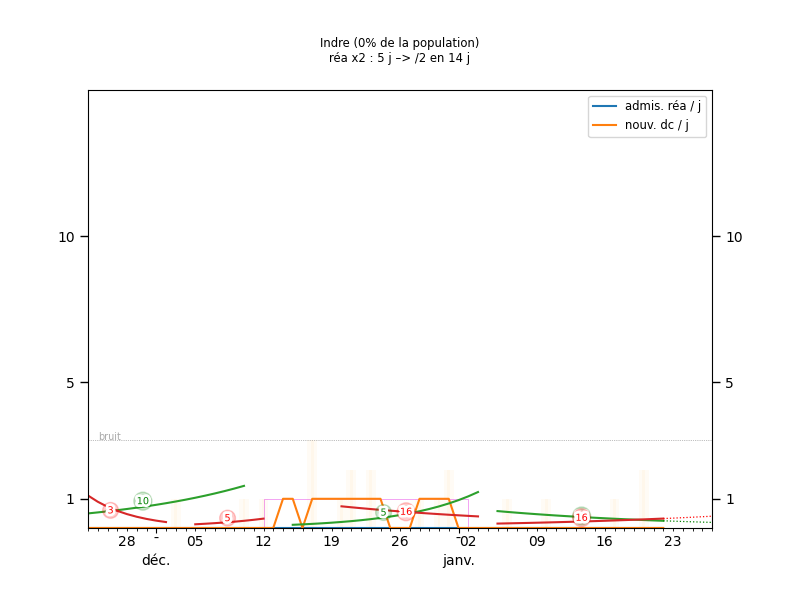 Indre (0% de la population)
réa x2 : 5 j –> /2 en 14 j
admis. réa / j
nouv. dc / j
10 10
5 5
bruit
1 1
3 10 5 5 16 16
28 - 05 12 19 26 02 09 16 23
déc. janv.